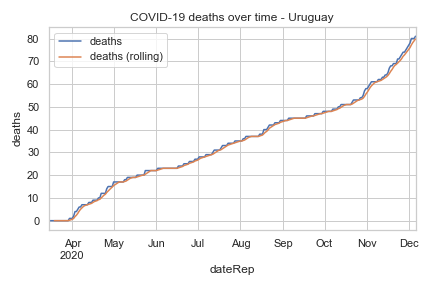 COVID-19 deaths over time - Uruguay
deaths
deaths (rolling)
80
70
60
50
40
30
20
10
0
deaths
Apr May Jun Jul Aug Sep Oct Nov Dec
2020
dateRep